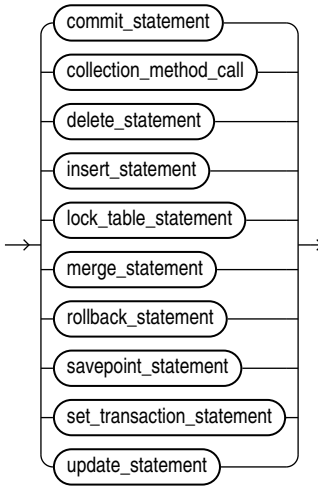 commit_statement
collection_method_call
delete_statement
insert_statement
lock_table_statement
merge_statement
rollback_statement
savepoint_statement
set_transaction_statement
update_statement